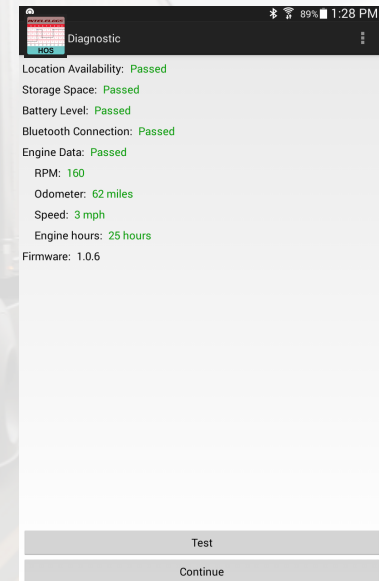 89% 1:28 PM
HOS
Diagnostic
Location Availability: Passed
Storage Space: Passed
Battery Level: Passed
Bluetooth Connection: Passed
Engine Data: Passed
RPM: 160
Odometer: 62 miles
Speed: 3 mph
Engine hours: 25 hours
Firmware: 1.0.6
Test
Continue